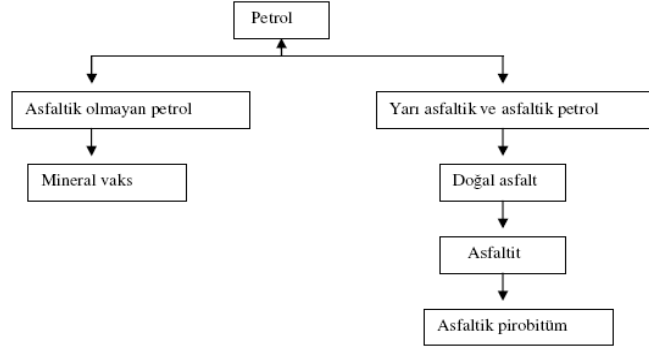 Petrol
Asfaltik olmayan petrol
Yarı asfaltik ve asfaltik petrol
Mineral vaks
Doğal asfalt
Asfaltit
Asfaltik pirobitüm